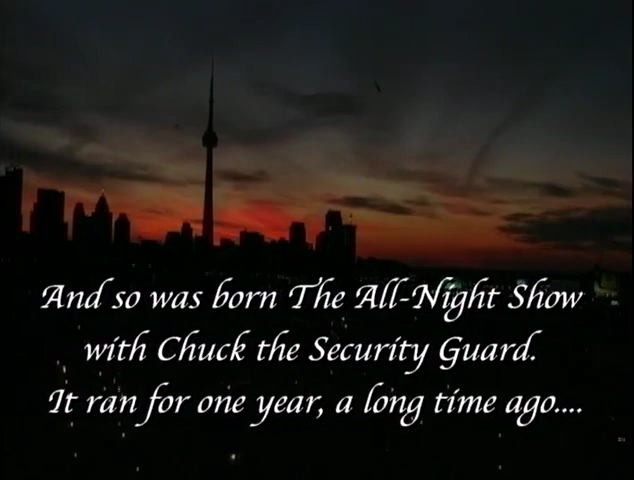 And so was born The All-Night Show
with Chuck the Security Guard.
It ran for one year, a long time ago....